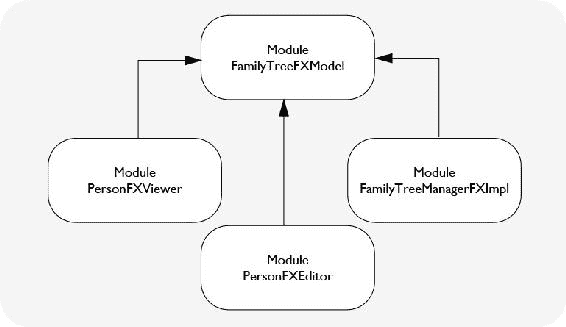 Module
FamilyTreeFXModel
Module
PersonFXViewer
Module
FamilyTreeManagerFXImpl
Module
PersonFXEditor